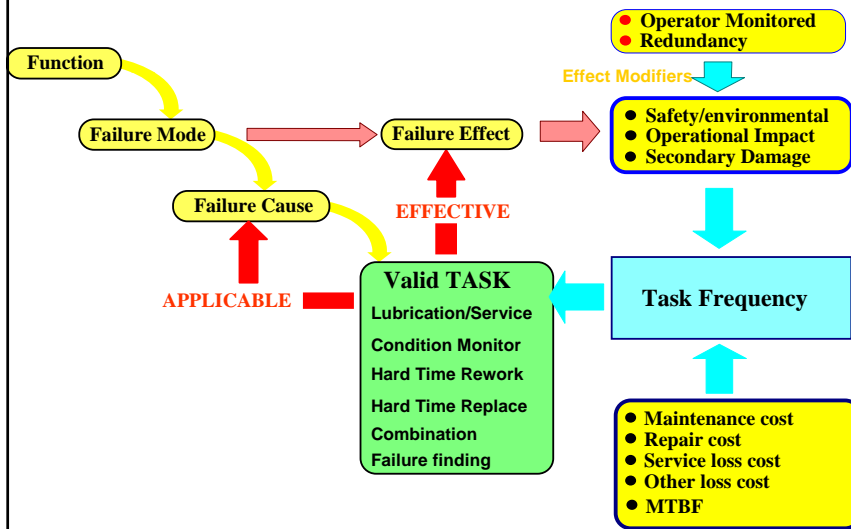 Operator Monitored
Redundancy
Effect Modifiers
Function
Failure Mode
Failure Effect
Safety/environmental
Operational Impact
Secondary Damage
Failure Cause
EFFECTIVE
APPLICABLE
Valid TASK
Lubrication/Service
Condition Monitor
Hard Time Rework
Hard Time Replace
Combination
Failure finding
Task Frequency
Maintenance cost
Repair cost
Service loss cost
Other loss cost
MTBF